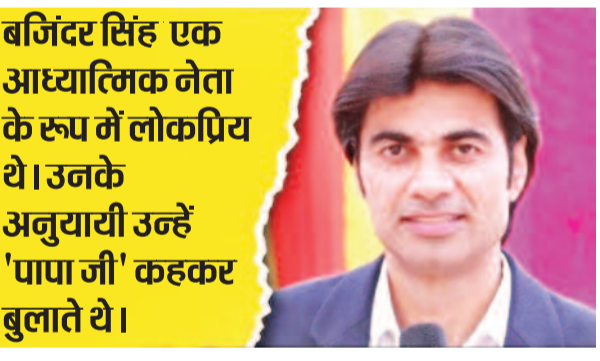 बजिंदर सिंह एक
आध्यात्मिक नेता
के रूप में लोकप्रिय
थे। उनके
अनुयायी उन्हें
'पापा जी' कहकर
बुलाते थे।